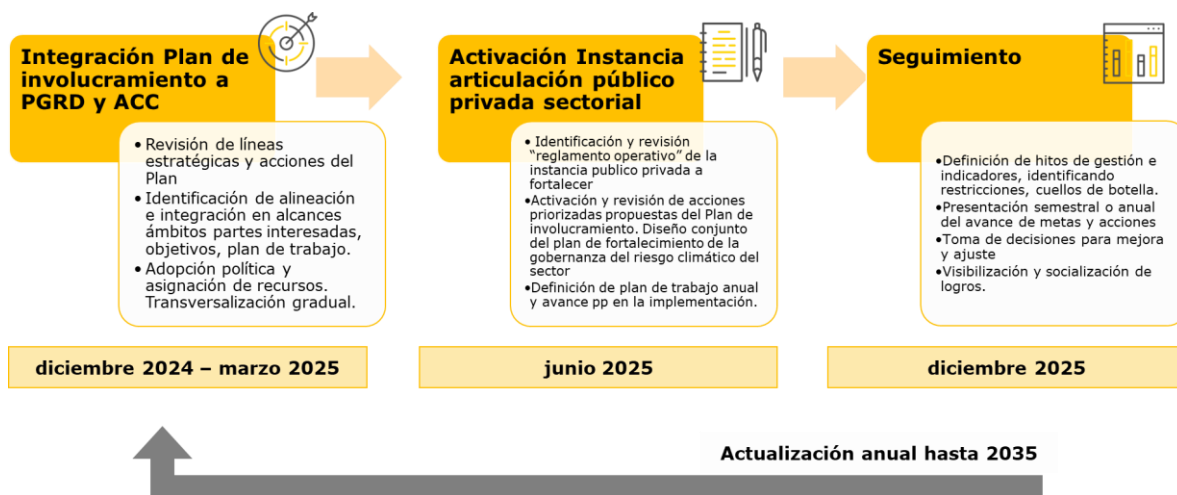 Integración Plan de
involucramiento a
PGRD y ACC
• Revisión de líneas
estratégicas y acciones del
Plan
• Identificación de alineación
e integración en alcances
ámbitos partes interesadas,
objetivos, plan de trabajo.
• Adopción política y
asignación de recursos.
Transversalización gradual.
diciembre 2024 – marzo 2025
Activación Instancia
articulación público
privada sectorial
• Identificación y revisión
“reglamento operativo” de la
instancia publico privada a
fortalecer
•Activación y revisión de acciones
priorizadas propuestas del Plan de
involucramiento. Diseño conjunto
del plan de fortalecimiento de la
gobernanza del riesgo climático del
sector
•Definición de plan de trabajo anual
y avance pp en la implementación.
junio 2025
Seguimiento
•Definición de hitos de gestión e
indicadores, identificando
restricciones, cuellos de botella.
•Presentación semestral o anual
del avance de metas y acciones
•Toma de decisiones para mejora
y ajuste
•Visibilización y socialización de
logros.
diciembre 2025
Actualización anual hasta 2035